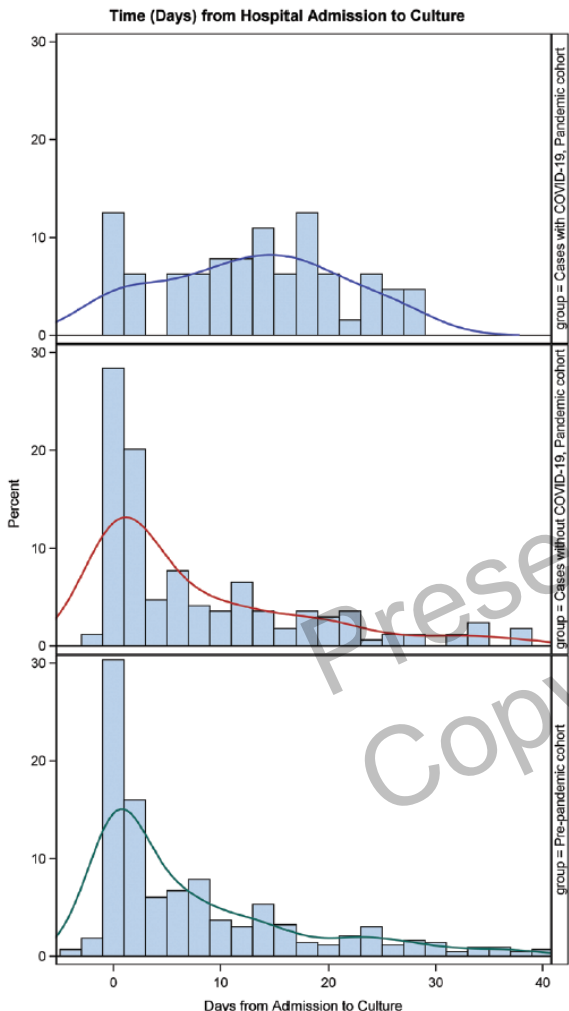 Time (Days) from Hospital Admission to Culture
30
20
10
0
group = Cases with COVID-19, Pandemic cohort
30
20
10
0
group = Cases without COVID-19, Pandemic cohort
Percent
30
20
10
0
group = Pre-pandemic cohort
0 10 20 30 40
Days from Admission to Culture
Prese
Copy